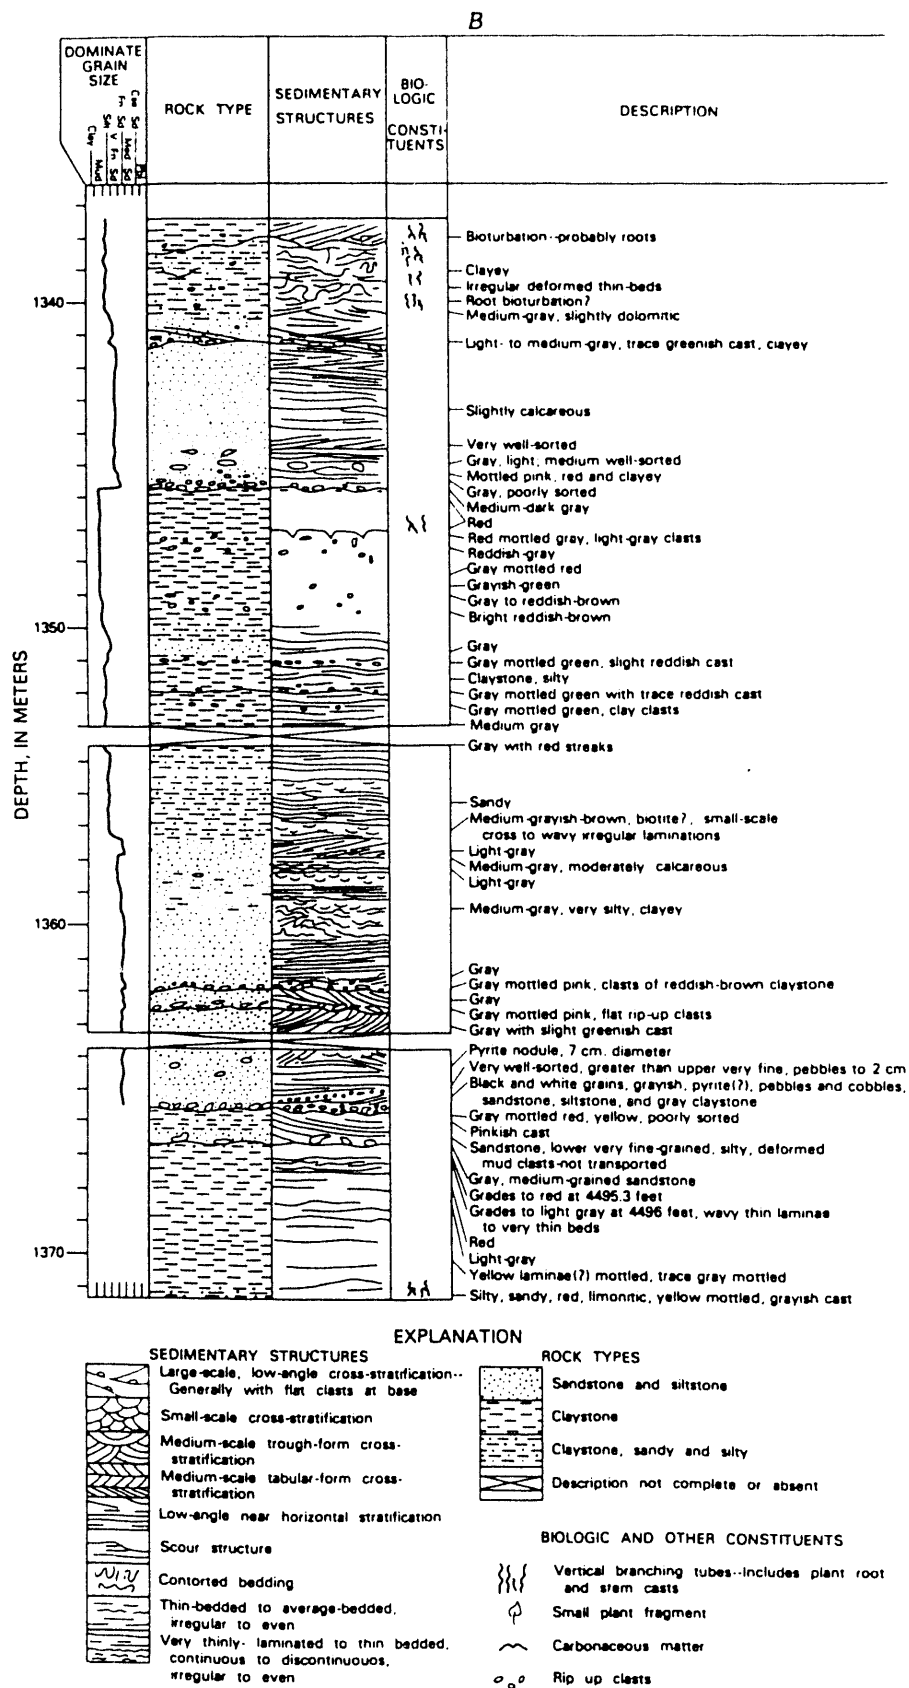 B
DOMINATE
GRAIN
SIZE
Clay
Mud
Slt
V Fn Sd
Fn Sd
Med Sd
Cse Sd
ROCK TYPE
SEDIMENTARY
STRUCTURES
BIO-
LOGIC
CONSTI-
TUENTS
DESCRIPTION
DEPTH, IN METERS
1340
1350
1360
1370
Bioturbation--probably roots
Clayey
Irregular deformed thin-beds
Root bioturbation?
Medium-gray, slightly dolomitic
Light- to medium-gray, trace greenish cast, clayey
Slightly calcareous
Very well-sorted
Gray, light; medium well-sorted
Mottled pink, red and clayey
Gray, poorly sorted
Medium-dark gray
Red
Red mottled gray, light-gray clasts
Reddish-gray
Gray mottled red
Grayish-green
Gray to reddish-brown
Bright reddish-brown
Gray
Gray mottled green, slight reddish cast
Claystone, silty
Gray mottled green with trace reddish cast
Gray mottled green, clay clasts
Medium gray
Gray with red streaks
Sandy
Medium-grayish-brown, biotite?, small-scale
cross to wavy irregular laminations
Light-gray
Medium-gray, moderately calcareous
Light-gray
Medium-gray, very silty, clayey
Gray
Gray mottled pink, clasts of reddish-brown claystone
Gray
Gray mottled pink, flat rip-up clasts
Gray with slight greenish cast
Pyrite nodule, 7 cm. diameter
Very well-sorted, greater than upper very fine, pebbles to 2 cm
Black and white grains, grayish, pyrite(?), pebbles and cobbles,
sandstone, siltstone, and gray claystone
Gray mottled red, yellow, poorly sorted
Pinkish cast
Sandstone, lower very fine-grained, silty, deformed
mud clasts-not transported
Gray, medium-grained sandstone
Grades to red at 4495.3 feet
Grades to light gray at 4496 feet, wavy thin laminae
to very thin beds
Red
Light-gray
Yellow laminae(?) mottled, trace gray mottled
Silty, sandy, red, limonitic, yellow mottled, grayish cast
EXPLANATION
SEDIMENTARY STRUCTURES
Large-scale, low-angle cross-stratification--
Generally with flat clasts at base
Small-scale cross-stratification
Medium-scale trough-form cross-
stratification
Medium-scale tabular-form cross-
stratification
Low-angle near horizontal stratification
Scour structure
Contorted bedding
Thin-bedded to average-bedded,
irregular to even
Very thinly- laminated to thin bedded,
continuous to discontinuous,
irregular to even
ROCK TYPES
Sandstone and siltstone
Claystone
Claystone, sandy and silty
Description not complete or absent
BIOLOGIC AND OTHER CONSTITUENTS
Vertical branching tubes--Includes plant root
and stem casts
Small plant fragment
Carbonaceous matter
Rip up clasts